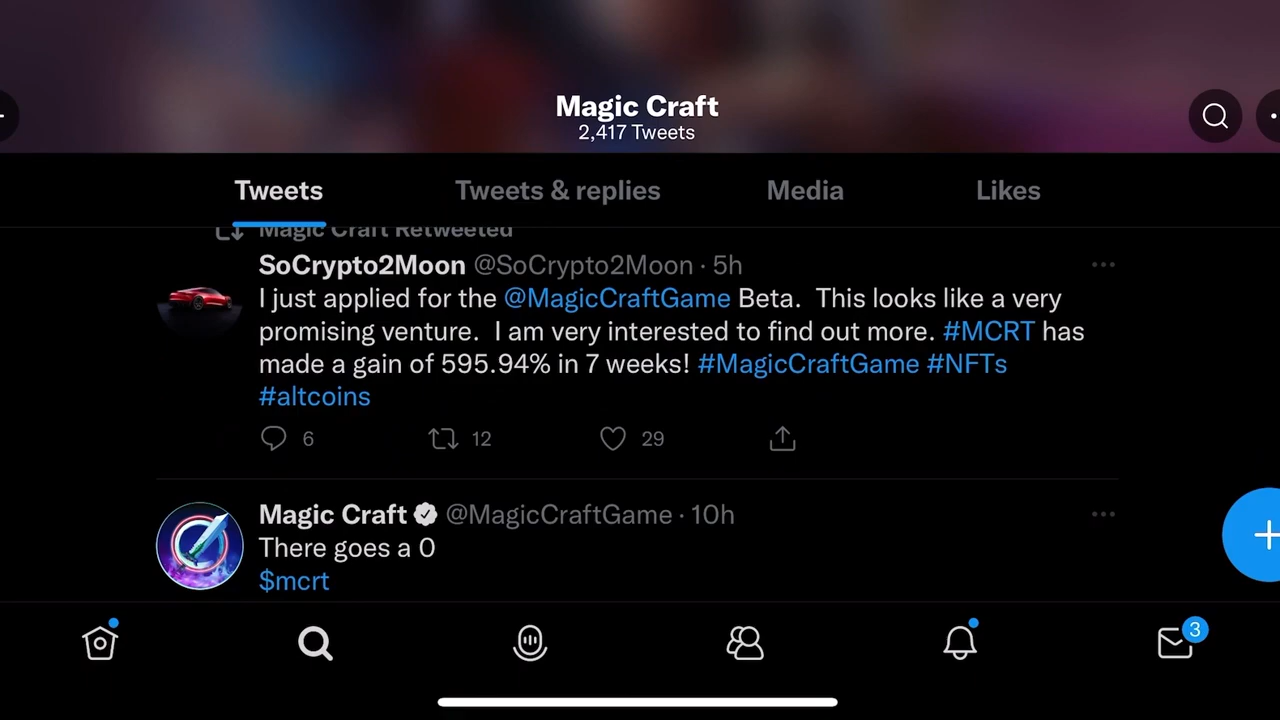 Magic Craft
2,417 Tweets
Tweets
Tweets & replies
Media
Likes
Magic Craft Retweeted
SoCrypto2Moon @SoCrypto2Moon · 5h
I just applied for the @MagicCraftGame Beta.  This looks like a very
promising venture.  I am very interested to find out more. #MCRT has
made a gain of 595.94% in 7 weeks! #MagicCraftGame #NFTs
#altcoins
6
12
29
Magic Craft @MagicCraftGame · 10h
There goes a 0
$mcrt
3